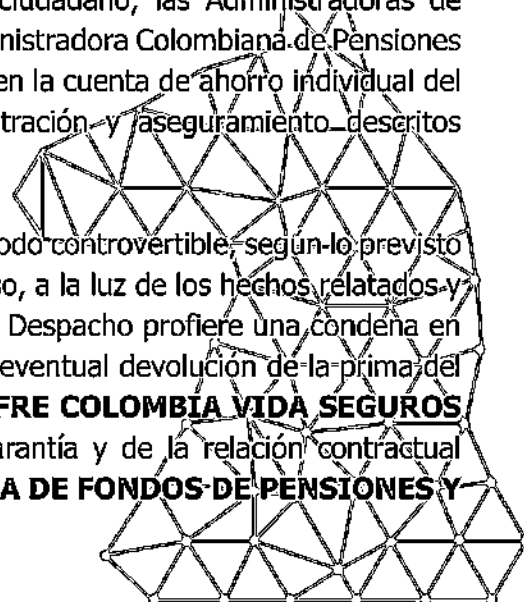 ciudadano, las Administradoras de
ministradora Colombiana de Pensiones
en la cuenta de ahorro individual del
tración y aseguramiento descritos
odo controvertible, según lo previsto
so, a la luz de los hechos relatados y
Despacho profiere una condena en
eventual devolución de la prima del
FRE COLOMBIA VIDA SEGUROS
arantía y de la relación contractual
A DE FONDOS DE PENSIONES Y